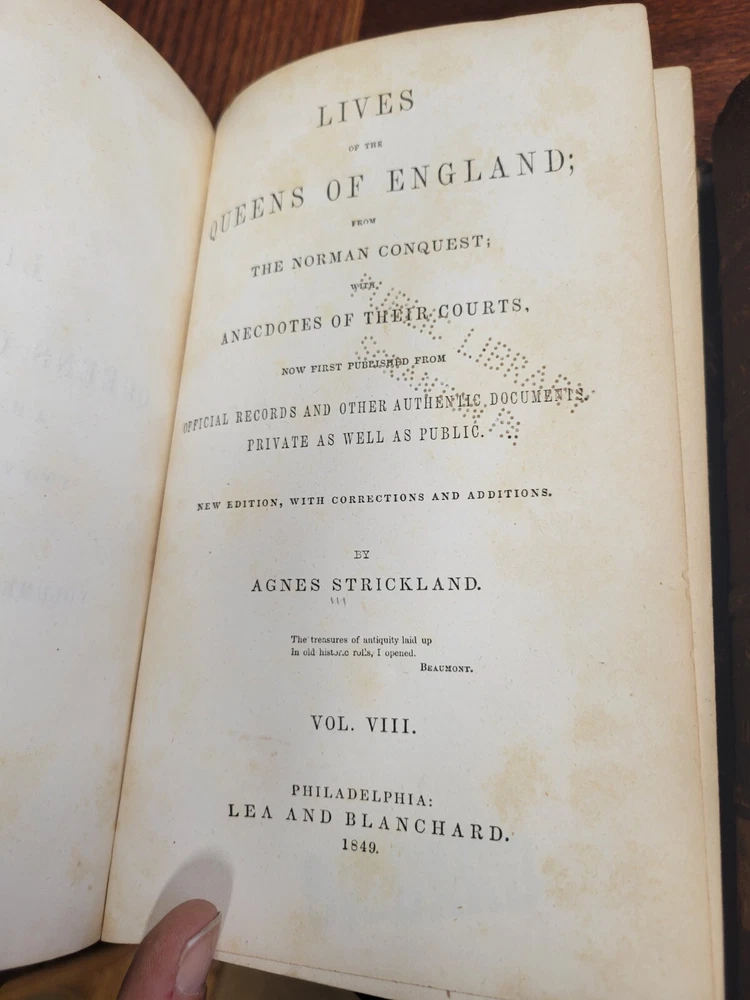 LIVES
OF THE
QUEENS OF ENGLAND;
FROM
THE NORMAN CONQUEST;
WITH
ANECDOTES OF THEIR COURTS,
NOW FIRST PUBLISHED FROM
OFFICIAL RECORDS AND OTHER AUTHENTIC DOCUMENTS,
PRIVATE AS WELL AS PUBLIC.
LIBRARY
NEW EDITION, WITH CORRECTIONS AND ADDITIONS.
BY
AGNES STRICKLAND.
The treasures of antiquity laid up
In old historic rolls, I opened.
BEAUMONT.
VOL. VIII.
PHILADELPHIA:
LEA AND BLANCHARD.
1849.